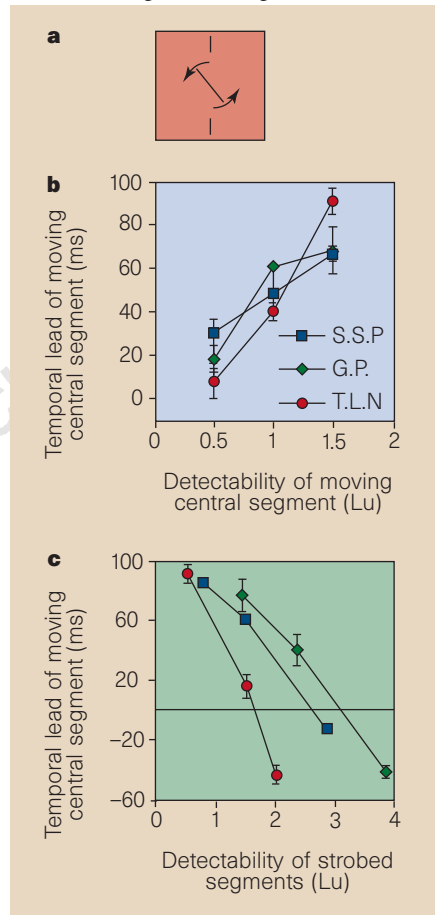 a
b
Temporal lead of moving
central segment (ms)
100
80
60
40
20
0
S.S.P
G.P.
T.L.N
0
0.5
1
1.5
2
Detectability of moving
central segment (Lu)
c
Temporal lead of moving
central segment (ms)
100
60
20
−20
−60
0
1
2
3
4
Detectability of strobed
segments (Lu)